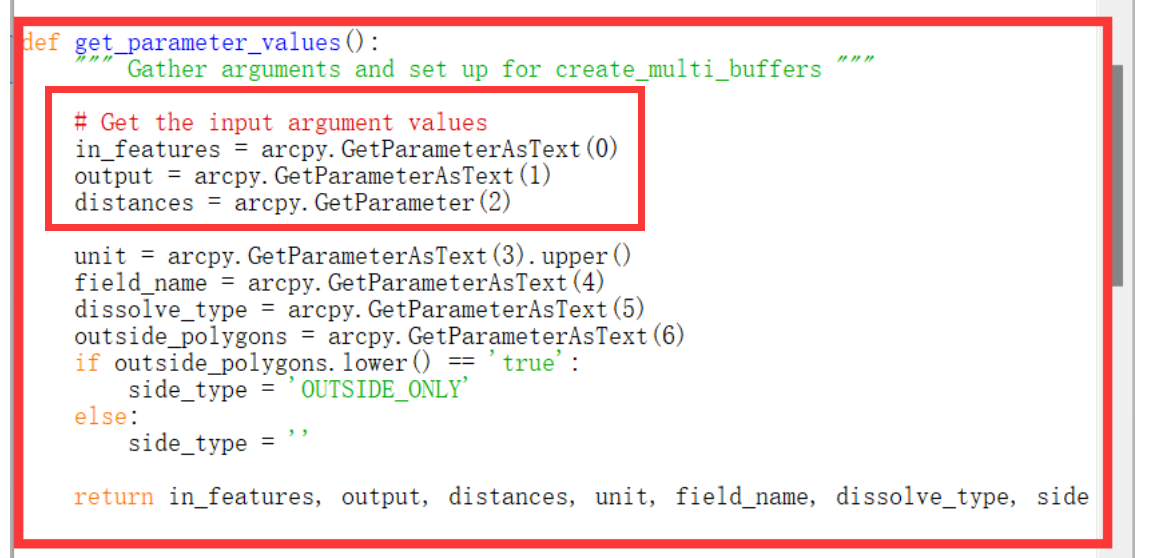 def get_parameter_values():
    """ Gather arguments and set up for create_multi_buffers """
    # Get the input argument values
    in_features = arcpy.GetParameterAsText(0)
    output = arcpy.GetParameterAsText(1)
    distances = arcpy.GetParameter(2)
    unit = arcpy.GetParameterAsText(3).upper()
    field_name = arcpy.GetParameterAsText(4)
    dissolve_type = arcpy.GetParameterAsText(5)
    outside_polygons = arcpy.GetParameterAsText(6)
    if outside_polygons.lower() == 'true':
        side_type = 'OUTSIDE_ONLY'
    else:
        side_type = ''
    return in_features, output, distances, unit, field_name, dissolve_type, side